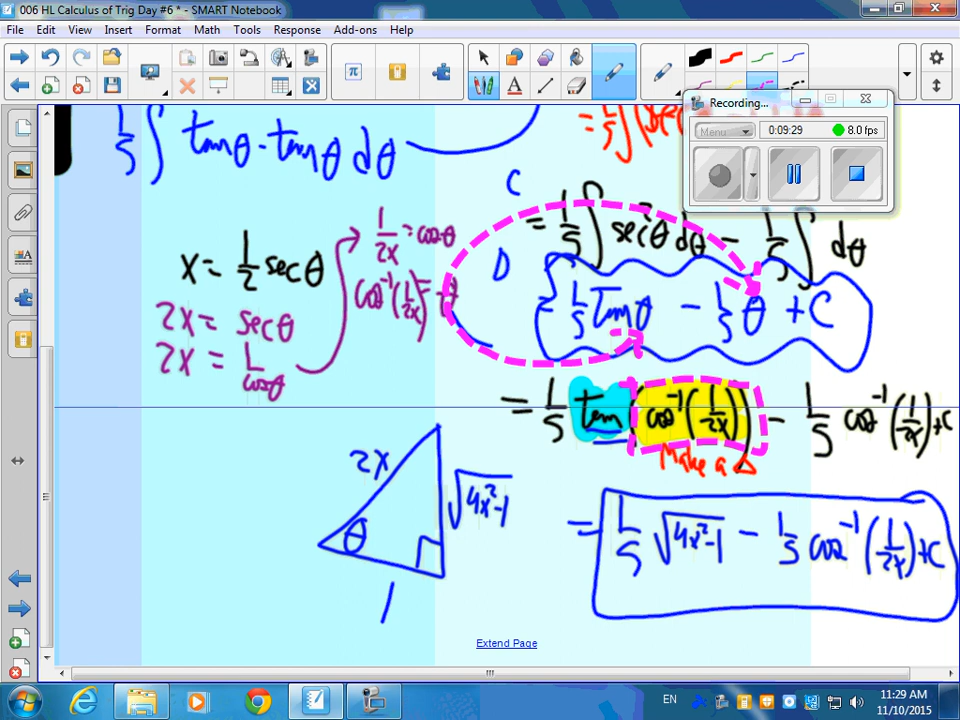 006 HL Calculus of Trig Day #6 * - SMART Notebook
File Edit View Insert Format Math Tools Response Add-ons Help
Recording...
Menu
0:09:29
8.0 fps
1/5 ∫ tanθ · tanθ dθ
= 1/5 ∫ (sec
C
= 1/5 ∫ sec²θ dθ - 1/5 ∫ dθ
1/2x = cosθ
x = 1/2 secθ
D
cos⁻¹(1/2x) = θ
= 1/5 tanθ - 1/5 θ + C
2x = secθ
2x = 1/cosθ
= 1/5 tan(cos⁻¹(1/2x)) - 1/5 cos⁻¹(1/2x) + C
Make a Δ
2x
√4x²-1
θ
1
= 1/5 √4x²-1 - 1/5 cos⁻¹(1/2x) + C
Extend Page
EN
11:29 AM
11/10/2015